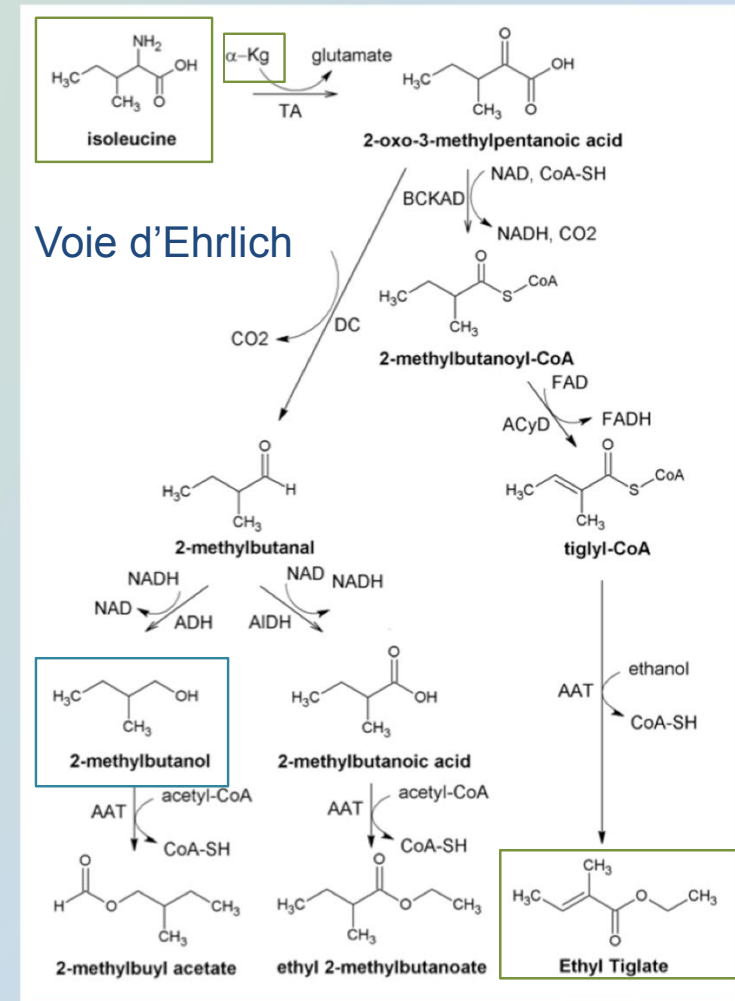 NH2
H3C
OH
CH3
O
isoleucine
α–Kg
glutamate
TA
O
H3C
OH
CH3
O
2-oxo-3-methylpentanoic acid
NAD, CoA-SH
BCKAD
NADH, CO2
Voie d’Ehrlich
O
H3C
S
CoA
CH3
2-methylbutanoyl-CoA
CO2
DC
FAD
ACyD
FADH
O
H3C
H
CH3
2-methylbutanal
O
H3C
S
CoA
CH3
tiglyl-CoA
NADH
NAD
ADH
NAD
NADH
AlDH
H3C
OH
CH3
2-methylbutanol
O
H3C
OH
CH3
2-methylbutanoic acid
ethanol
AAT
CoA-SH
acetyl-CoA
AAT
CoA-SH
acetyl-CoA
AAT
CoA-SH
O
H
O
CH3
CH3
2-methylbuyl acetate
O
H3C
O
CH3
CH3
ethyl 2-methylbutanoate
CH3
H3C
O
CH3
O
Ethyl Tiglate